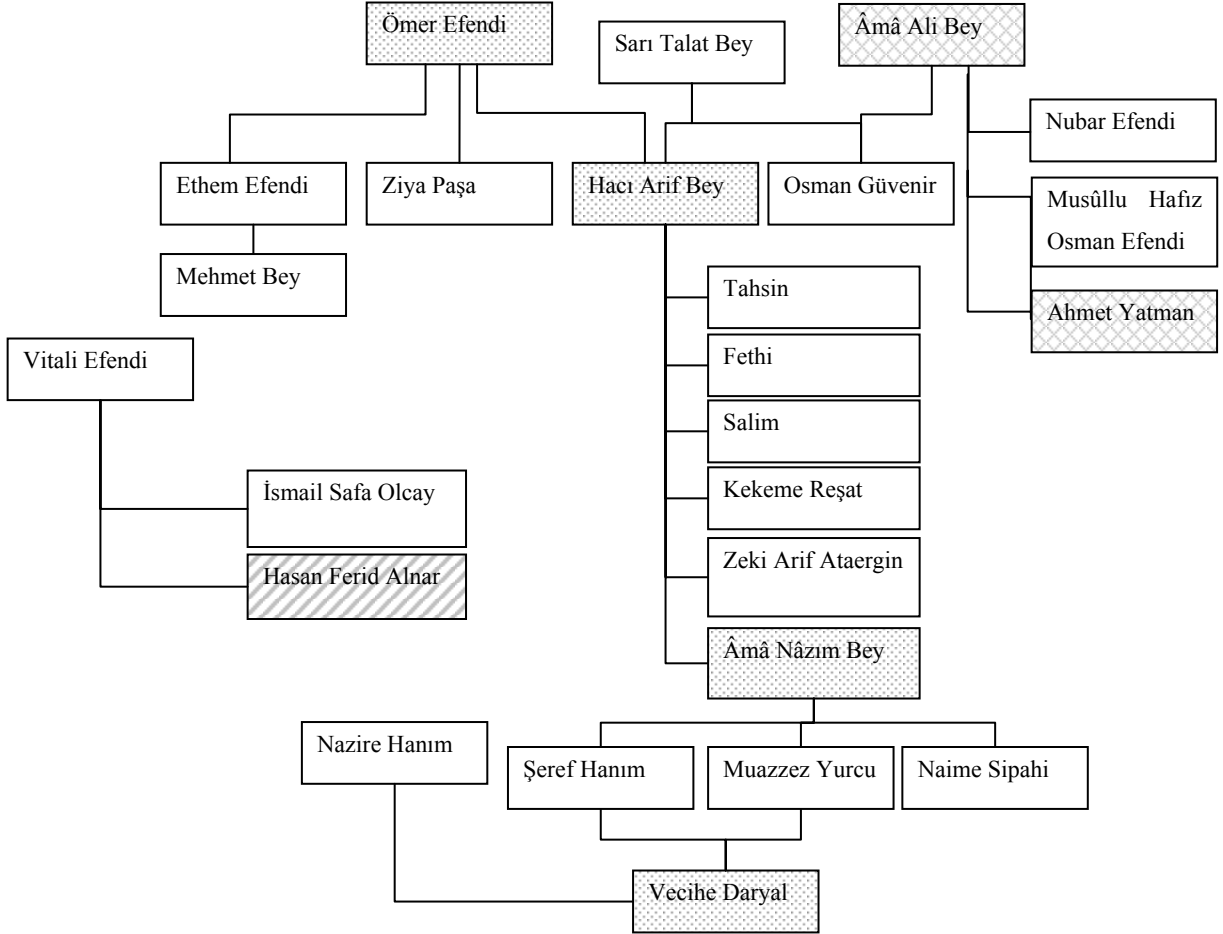 Ömer Efendi
Sarı Talat Bey
Âmâ Ali Bey
Nubar Efendi
Ethem Efendi
Ziya Paşa
Hacı Arif Bey
Osman Güvenir
Musûllu Hafız
Osman Efendi
Mehmet Bey
Tahsin
Ahmet Yatman
Vitali Efendi
Fethi
Salim
İsmail Safa Olcay
Kekeme Reşat
Hasan Ferid Alnar
Zeki Arif Ataergin
Âmâ Nâzım Bey
Nazire Hanım
Şeref Hanım
Muazzez Yurcu
Naime Sipahi
Vecihe Daryal